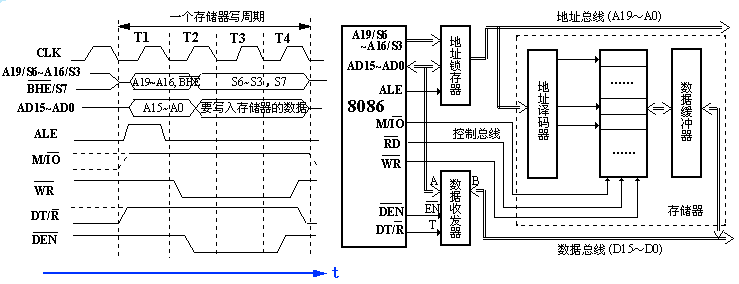 一个存储器写周期
T1 T2 T3 T4
CLK
A19/S6~A16/S3
BHE/S7
A19~A16, BHE
S6~S3, S7
AD15~AD0
A15~A0
要写入存储器的数据
ALE
M/IO
WR
DT/R
DEN
t
8086
A19/S6
~A16/S3
AD15~AD0
ALE
M/IO
RD
WR
DEN
DT/R
地址锁存器
地址总线 (A19～A0)
控制总线
A
B
EN
T
数据收发器
数据总线 (D15～D0)
地址译码器
......
......
数据缓冲器
存储器